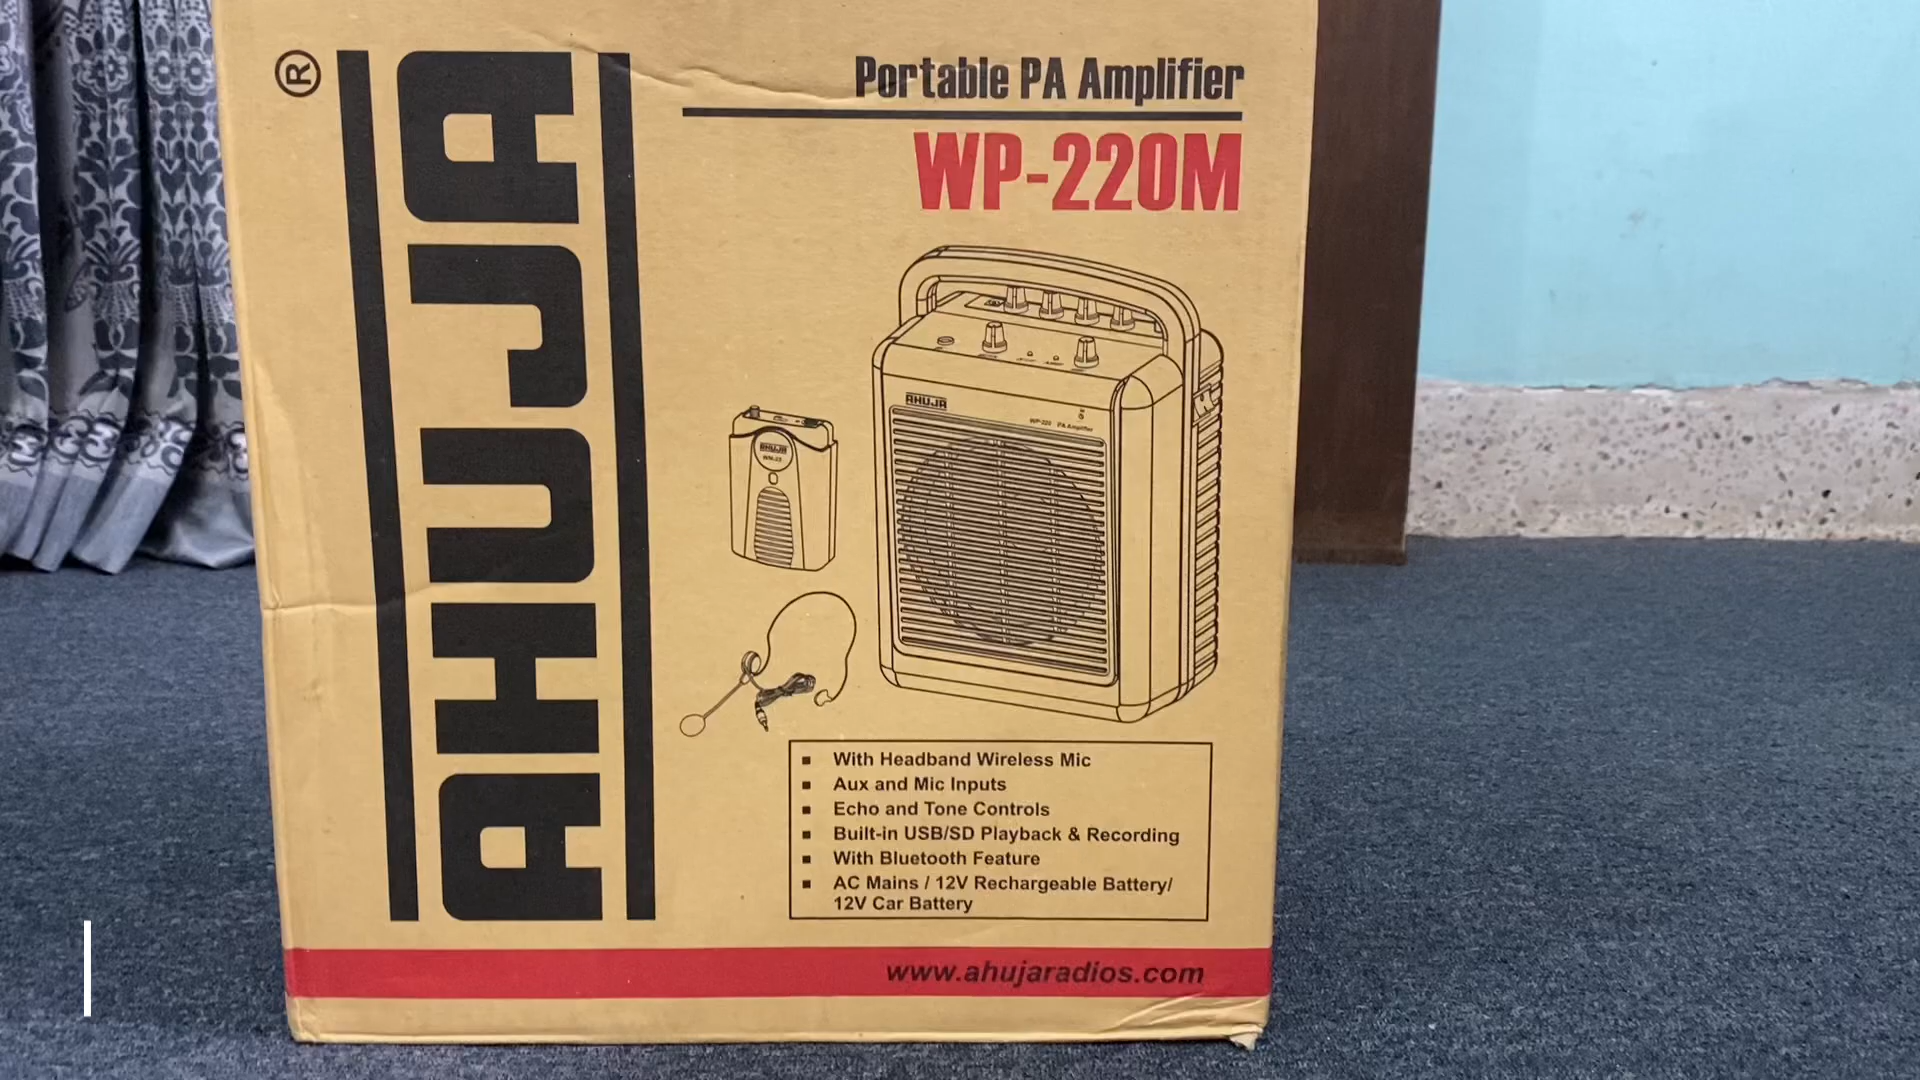 AHUJA
®
Portable PA Amplifier
WP-220M
AHUJA
WP-220 PA Amplifier
AHUJA
WM-22
With Headband Wireless Mic
Aux and Mic Inputs
Echo and Tone Controls
Built-in USB/SD Playback & Recording
With Bluetooth Feature
AC Mains / 12V Rechargeable Battery/
12V Car Battery
www.ahujaradios.com